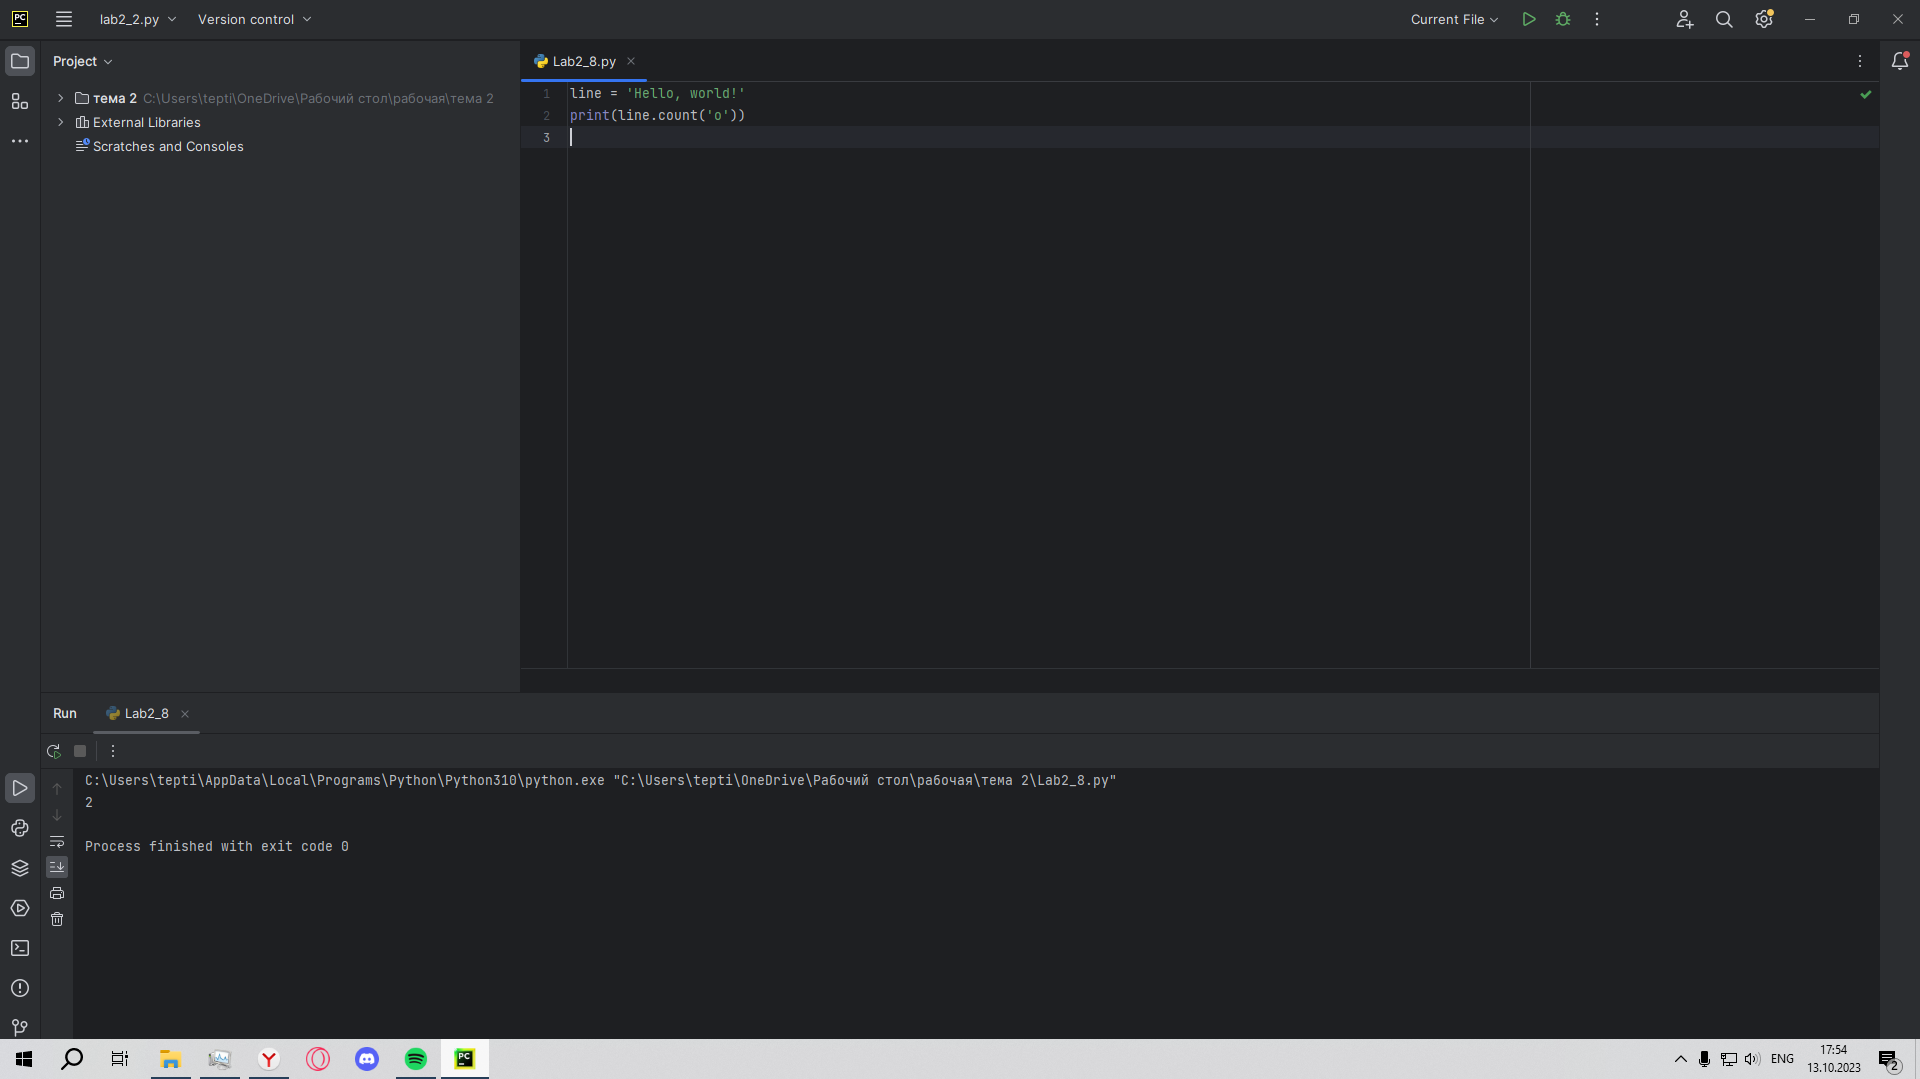 PC lab2_2.py Version control Current File
Project
тема 2 C:\Users\tepti\OneDrive\Рабочий стол\рабочая\тема 2
External Libraries
Scratches and Consoles
Lab2_8.py
1 line = 'Hello, world!'
2 print(line.count('o'))
3
Run Lab2_8
C:\Users\tepti\AppData\Local\Programs\Python\Python310\python.exe "C:\Users\tepti\OneDrive\Рабочий стол\рабочая\тема 2\Lab2_8.py"
2
Process finished with exit code 0
PC
ENG
17:54
13.10.2023
2